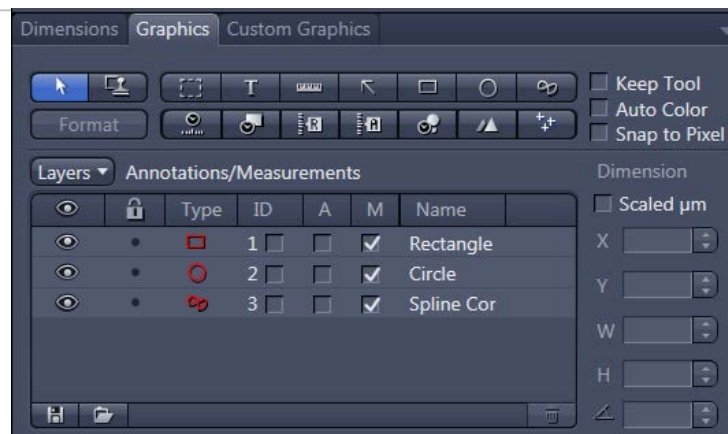 Dimensions Graphics Custom Graphics
T
Keep Tool
Auto Color
Format
R
A
Snap to Pixel
Layers Annotations/Measurements
Dimension
Type ID A M Name
Scaled µm
1 Rectangle
X
2 Circle
Y
3 Spline Cor
W
H